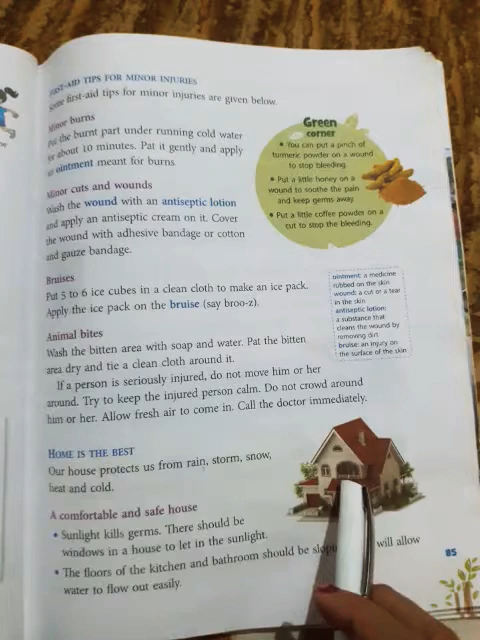 FIRST-AID TIPS FOR MINOR INJURIES
Some first-aid tips for minor injuries are given below.
Minor burns
Put the burnt part under running cold water
for about 10 minutes. Pat it gently and apply
ointment meant for burns.
Minor cuts and wounds
Wash the wound with an antiseptic lotion
and apply an antiseptic cream on it. Cover
the wound with adhesive bandage or cotton
and gauze bandage.
Green
corner
• You can put a pinch of
turmeric powder on a wound
to stop bleeding.
• Put a little honey on a
wound to soothe the pain
and keep germs away.
• Put a little coffee powder on a
cut to stop the bleeding.
Bruises
Put 5 to 6 ice cubes in a clean cloth to make an ice pack.
Apply the ice pack on the bruise (say broo-z).
Animal bites
Wash the bitten area with soap and water. Pat the bitten
area dry and tie a clean cloth around it.
If a person is seriously injured, do not move him or her
around. Try to keep the injured person calm. Do not crowd around
him or her. Allow fresh air to come in. Call the doctor immediately.
ointment: a medicine
rubbed on the skin
wound: a cut or a tear
in the skin
antiseptic lotion:
a substance that
cleans the wound by
removing dirt
bruise: an injury on
the surface of the skin
HOME IS THE BEST
Our house protects us from rain, storm, snow,
heat and cold.
A comfortable and safe house
• Sunlight kills germs. There should be
windows in a house to let in the sunlight.
• The floors of the kitchen and bathroom should be slop will allow
water to flow out easily.
85